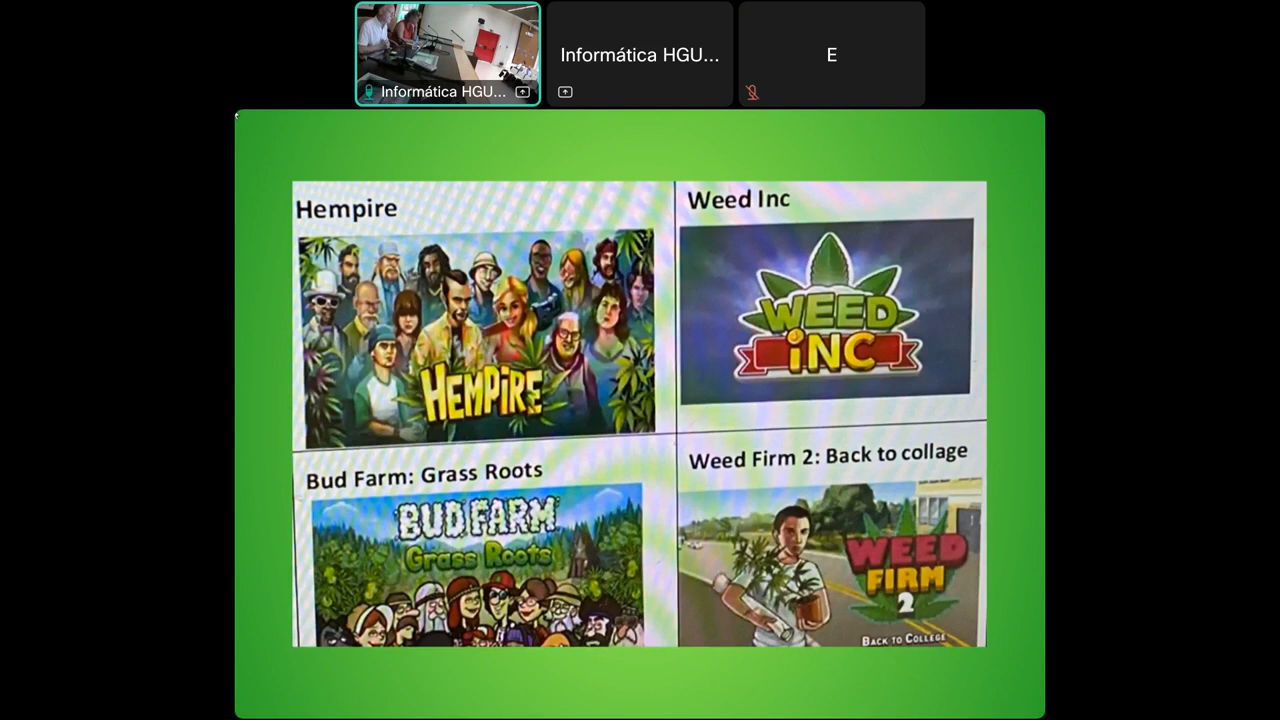 Informática HGU...
Informática HGU...
E
Hempire
HEMPIRE
Weed Inc
WEED
INC
Bud Farm: Grass Roots
BUD FARM
Grass Roots
Weed Firm 2: Back to collage
WEED
FIRM
2
BACK TO COLLEGE